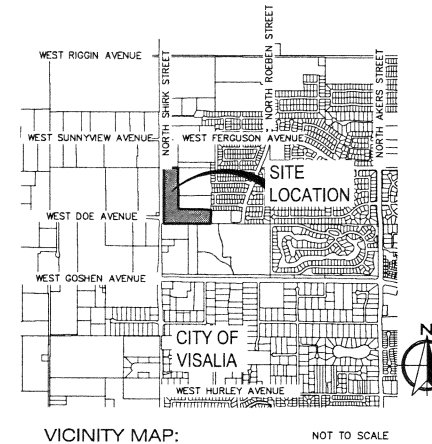 WEST RIGGIN AVENUE
NORTH SHIRK STREET
NORTH ROEBEN STREET
NORTH AKERS STREET
WEST SUNNYVIEW AVENUE
WEST FERGUSON AVENUE
SITE
LOCATION
WEST DOE AVENUE
WEST GOSHEN AVENUE
CITY OF
VISALIA
WEST HURLEY AVENUE
N
VICINITY MAP:
NOT TO SCALE